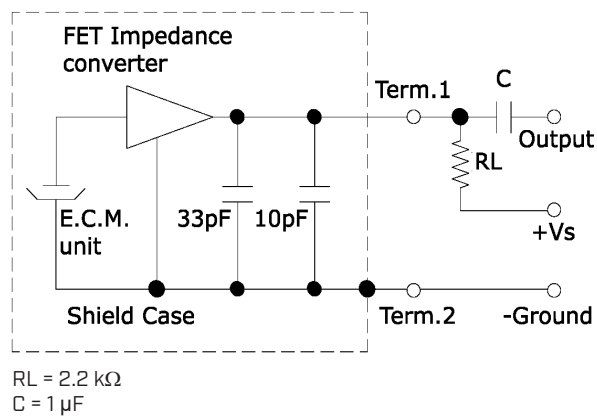 FET Impedance
converter
Term.1
C
Output
RL
E.C.M.
unit
33pF
10pF
+Vs
Shield Case
Term.2
-Ground
RL = 2.2 kΩ
C = 1 µF